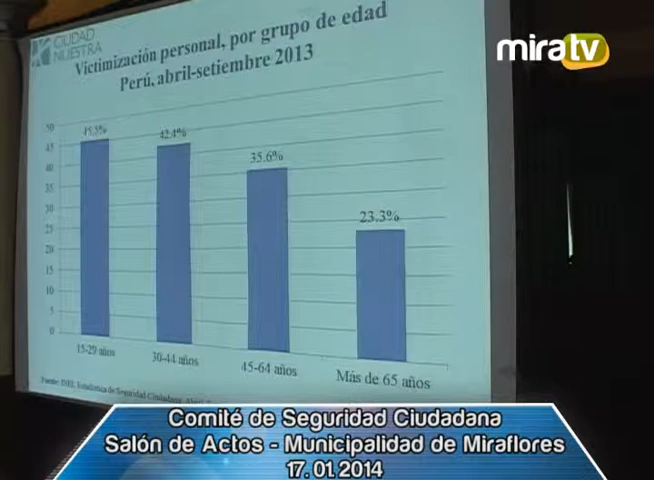 CIUDAD
NUESTRA
Victimización personal, por grupo de edad
Perú, abril-setiembre 2013
miratv
50
45
40
35
30
25
20
15
10
5
0
42.4%
35.6%
23.3%
15-29 años
30-44 años
45-64 años
Más de 65 años
Comité de Seguridad Ciudadana
Salón de Actos - Municipalidad de Miraflores
17.01.2014